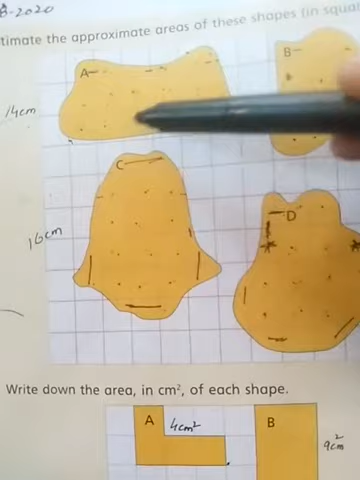 8-2020
timate the approximate areas of these shapes (in squar
A
B
14cm
C
16cm
D
Write down the area, in cm², of each shape.
A 4cm² B
9cm²